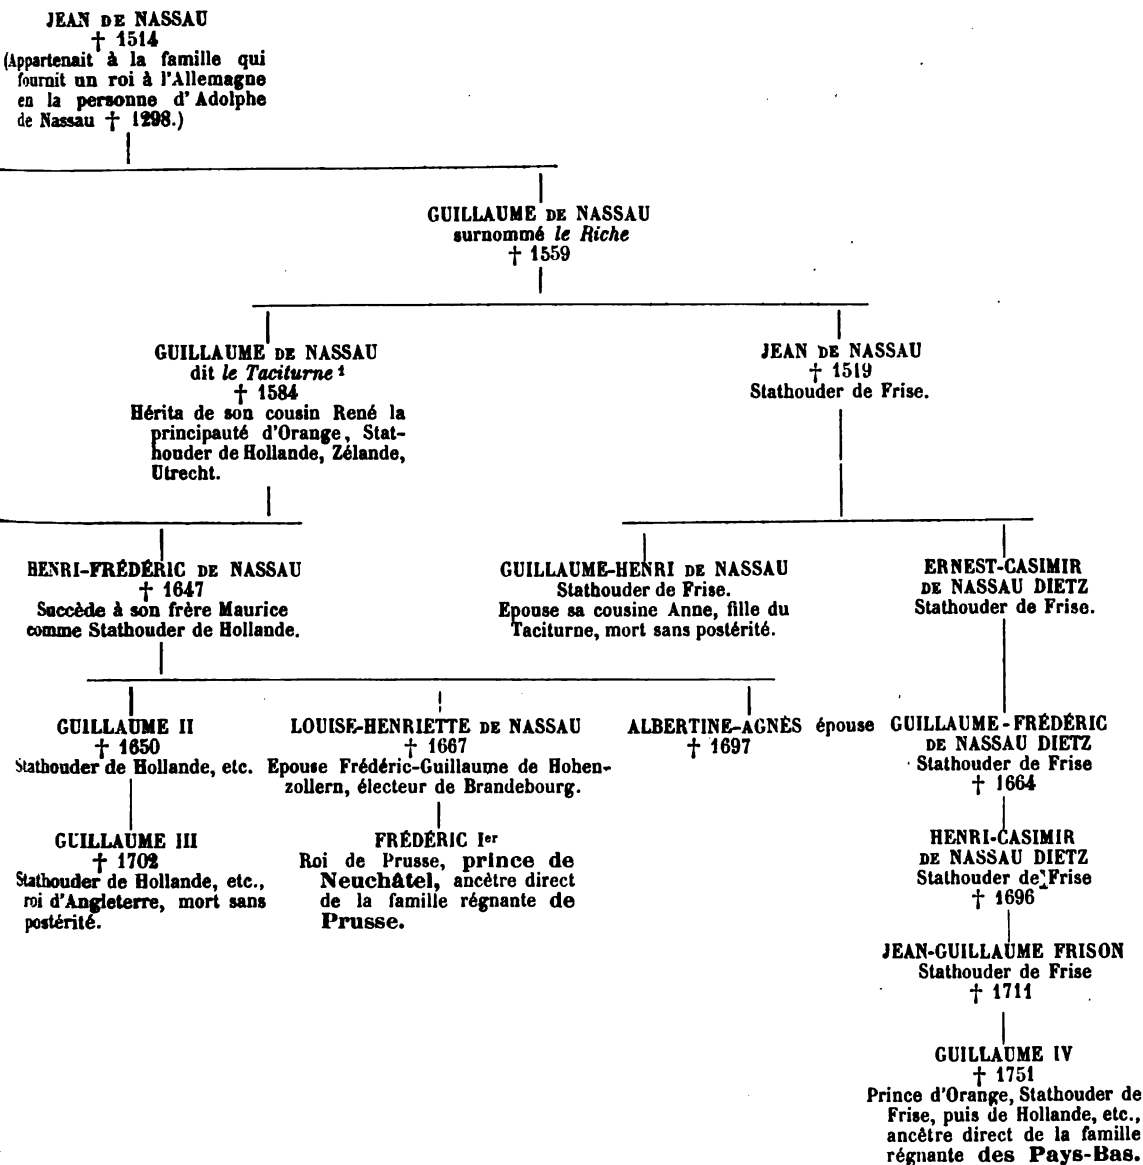 JEAN DE NASSAU
† 1514
(Appartenait à la famille qui
fournit un roi à l'Allemagne
en la personne d'Adolphe
de Nassau † 1298.)
GUILLAUME DE NASSAU
surnommé le Riche
† 1559
GUILLAUME DE NASSAU
dit le Taciturne 1
† 1584
Hérita de son cousin René la
principauté d'Orange, Stat-
houder de Hollande, Zélande,
Utrecht.
JEAN DE NASSAU
† 1519
Stathouder de Frise.
HENRI-FRÉDÉRIC DE NASSAU
† 1647
Succède à son frère Maurice
comme Stathouder de Hollande.
GUILLAUME-HENRI DE NASSAU
Stathouder de Frise.
Epouse sa cousine Anne, fille du
Taciturne, mort sans postérité.
ERNEST-CASIMIR
DE NASSAU DIETZ
Stathouder de Frise.
GUILLAUME II
† 1650
Stathouder de Hollande, etc.
LOUISE-HENRIETTE DE NASSAU
† 1667
Epouse Frédéric-Guillaume de Hohen-
zollern, électeur de Brandebourg.
ALBERTINE-AGNÈS épouse
† 1697
GUILLAUME-FRÉDÉRIC
DE NASSAU DIETZ
Stathouder de Frise
† 1664
GUILLAUME III
† 1702
Stathouder de Hollande, etc.,
roi d'Angleterre, mort sans
postérité.
FRÉDÉRIC Ier
Roi de Prusse, prince de
Neuchâtel, ancêtre direct
de la famille régnante de
Prusse.
HENRI-CASIMIR
DE NASSAU DIETZ
Stathouder de Frise
† 1696
JEAN-GUILLAUME FRISON
Stathouder de Frise
† 1711
GUILLAUME IV
† 1751
Prince d'Orange, Stathouder de
Frise, puis de Hollande, etc.,
ancêtre direct de la famille
régnante des Pays-Bas.